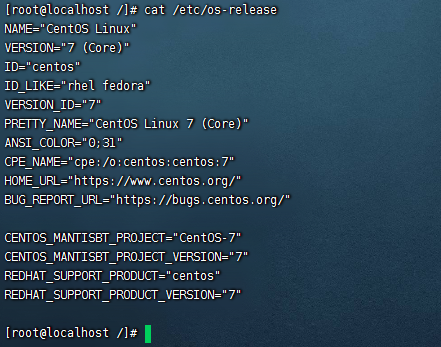 [root@localhost /]# cat /etc/os-release
NAME="CentOS Linux"
VERSION="7 (Core)"
ID="centos"
ID_LIKE="rhel fedora"
VERSION_ID="7"
PRETTY_NAME="CentOS Linux 7 (Core)"
ANSI_COLOR="0;31"
CPE_NAME="cpe:/o:centos:centos:7"
HOME_URL="https://www.centos.org/"
BUG_REPORT_URL="https://bugs.centos.org/"

CENTOS_MANTISBT_PROJECT="CentOS-7"
CENTOS_MANTISBT_PROJECT_VERSION="7"
REDHAT_SUPPORT_PRODUCT="centos"
REDHAT_SUPPORT_PRODUCT_VERSION="7"

[root@localhost /]#